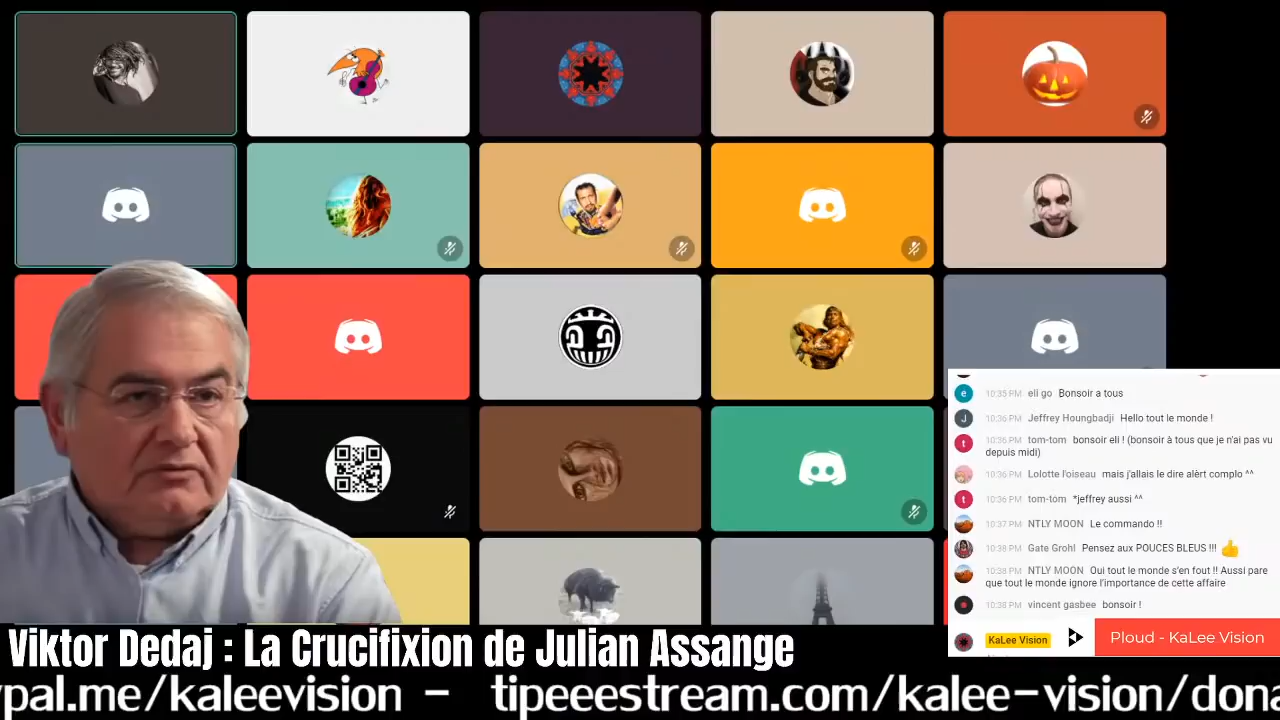 10:35 PM eli go Bonsoir a tous
10:36 PM Jeffrey Houngbadji Hello tout le monde !
10:36 PM tom-tom bonsoir eli ! (bonsoir à tous que je n'ai pas vu
depuis midi)
10:36 PM Lolotte l'oiseau mais j'allais le dire alèrt complo ^^
10:36 PM tom-tom *jeffrey aussi ^^
10:37 PM NTLY MOON Le commando !!
10:38 PM Gate Grohl Pensez aux POUCES BLEUS !!!
10:38 PM NTLY MOON Oui tout le monde s'en fout !! Aussi pare
que tout le monde ignore l'importance de cette affaire
10:38 PM vincent gasbee bonsoir !
KaLee Vision
Ploud - KaLee Vision
Viktor Dedaj : La Crucifixion de Julian Assange
ypal.me/kaleevision - tipeeestream.com/kalee-vision/dona